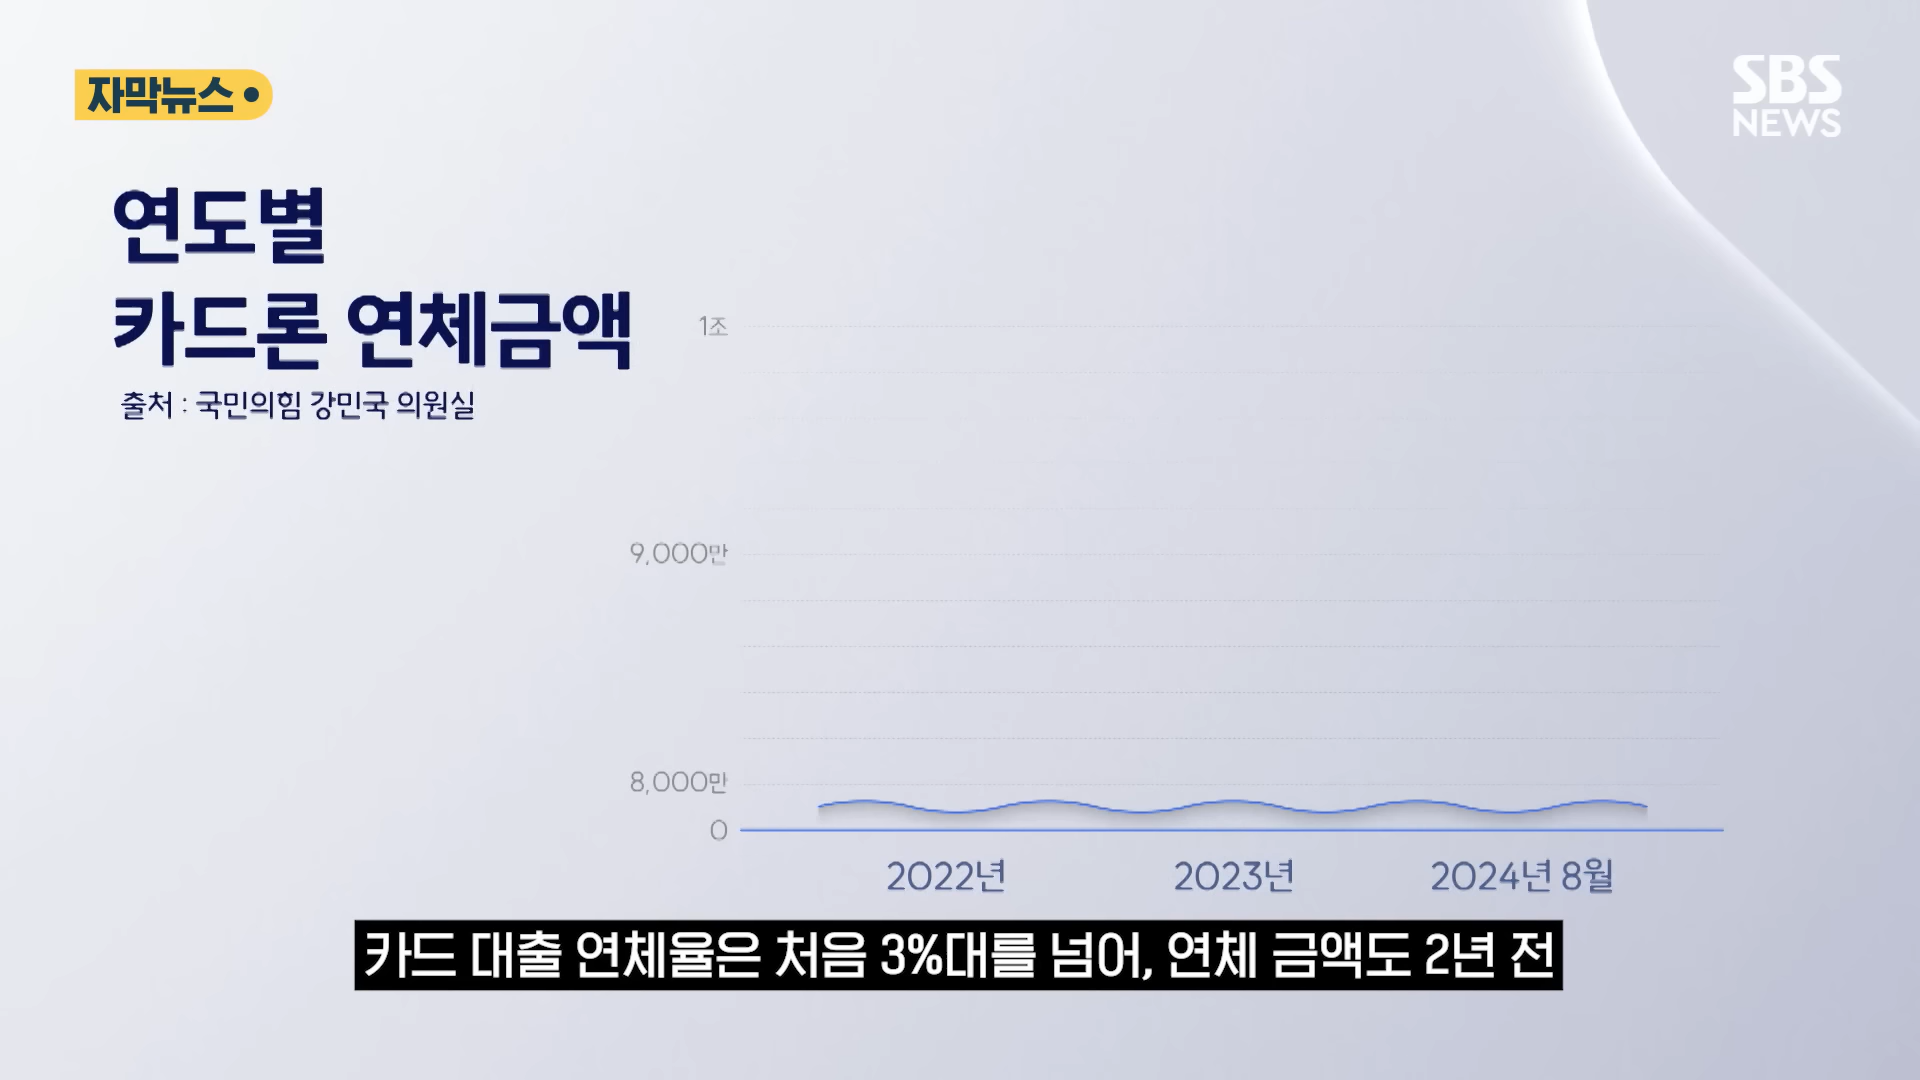 자막뉴스
SBS
NEWS
연도별
카드론 연체금액
출처 : 국민의힘 강민국 의원실
1조
9,000만
8,000만
0
2022년
2023년
2024년 8월
카드 대출 연체율은 처음 3%대를 넘어, 연체 금액도 2년 전